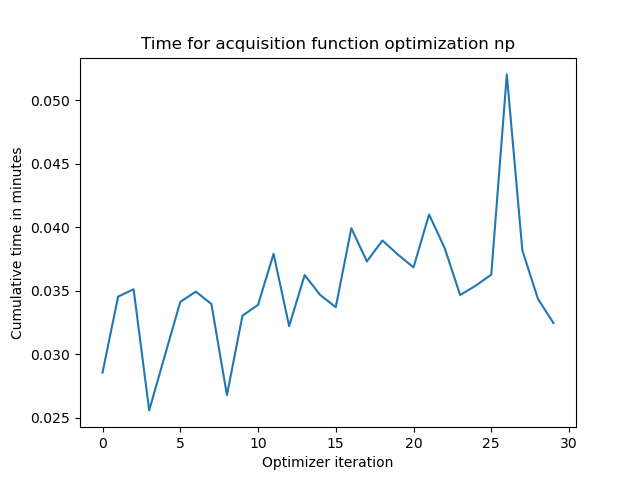 Time for acquisition function optimization np
Cumulative time in minutes
0.050
0.045
0.040
0.035
0.030
0.025
0 5 10 15 20 25 30
Optimizer iteration